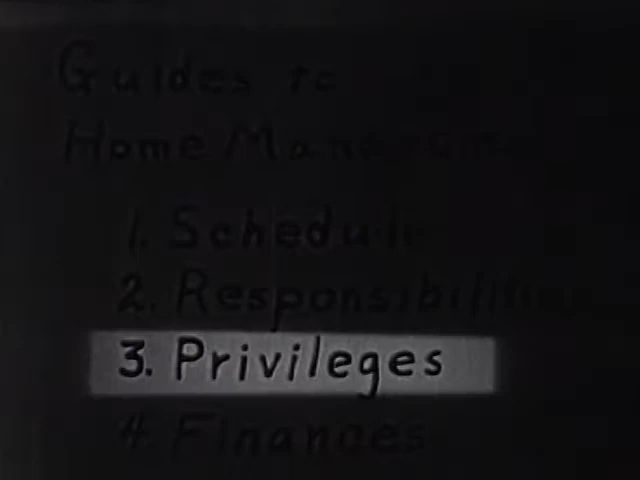 Guides to
Home Management
1. Schedule
2. Responsibilities
3. Privileges
4. Finances